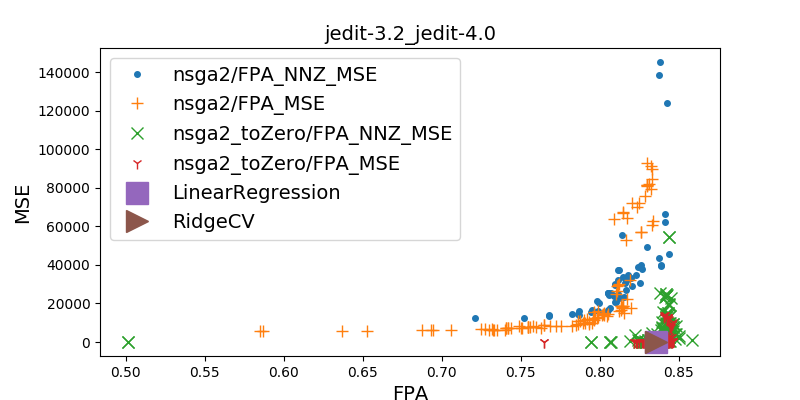 jedit-3.2_jedit-4.0
nsga2/FPA_NNZ_MSE
nsga2/FPA_MSE
nsga2_toZero/FPA_NNZ_MSE
nsga2_toZero/FPA_MSE
LinearRegression
RidgeCV
MSE
140000
120000
100000
80000
60000
40000
20000
0
0.50 0.55 0.60 0.65 0.70 0.75 0.80 0.85
FPA